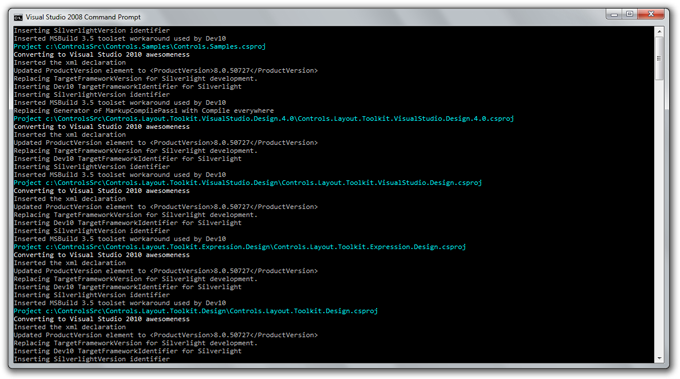 Visual Studio 2008 Command Prompt
Inserting SilverlightVersion identifier
Inserted MSBuild 3.5 toolset workaround used by Dev10
Project c:\ControlsSrc\Controls.Samples\Controls.Samples.csproj
Converting to Visual Studio 2010 awesomeness
Inserted the xml declaration
Updated ProductVersion element to <ProductVersion>8.0.50727</ProductVersion>
Replacing TargetFrameworkVersion for Silverlight development.
Inserting Dev10 TargetFrameworkIdentifier for Silverlight
Inserting SilverlightVersion identifier
Inserted MSBuild 3.5 toolset workaround used by Dev10
Replacing Generator of MarkupCompilePass1 with Compile everywhere
Project c:\ControlsSrc\Controls.Layout.Toolkit.VisualStudio.Design.4.0\Controls.Layout.Toolkit.VisualStudio.Design.4.0.csproj
Converting to Visual Studio 2010 awesomeness
Inserted the xml declaration
Updated ProductVersion element to <ProductVersion>8.0.50727</ProductVersion>
Replacing TargetFrameworkVersion for Silverlight development.
Inserting Dev10 TargetFrameworkIdentifier for Silverlight
Inserting SilverlightVersion identifier
Inserted MSBuild 3.5 toolset workaround used by Dev10
Project c:\ControlsSrc\Controls.Layout.Toolkit.VisualStudio.Design\Controls.Layout.Toolkit.VisualStudio.Design.csproj
Converting to Visual Studio 2010 awesomeness
Inserted the xml declaration
Updated ProductVersion element to <ProductVersion>8.0.50727</ProductVersion>
Replacing TargetFrameworkVersion for Silverlight development.
Inserting Dev10 TargetFrameworkIdentifier for Silverlight
Inserting SilverlightVersion identifier
Inserted MSBuild 3.5 toolset workaround used by Dev10
Project c:\ControlsSrc\Controls.Layout.Toolkit.Expression.Design\Controls.Layout.Toolkit.Expression.Design.csproj
Converting to Visual Studio 2010 awesomeness
Inserted the xml declaration
Updated ProductVersion element to <ProductVersion>8.0.50727</ProductVersion>
Replacing TargetFrameworkVersion for Silverlight development.
Inserting Dev10 TargetFrameworkIdentifier for Silverlight
Inserting SilverlightVersion identifier
Inserted MSBuild 3.5 toolset workaround used by Dev10
Project c:\ControlsSrc\Controls.Layout.Toolkit.Design\Controls.Layout.Toolkit.Design.csproj
Converting to Visual Studio 2010 awesomeness
Inserted the xml declaration
Updated ProductVersion element to <ProductVersion>8.0.50727</ProductVersion>
Replacing TargetFrameworkVersion for Silverlight development.
Inserting Dev10 TargetFrameworkIdentifier for Silverlight
Inserting SilverlightVersion identifier